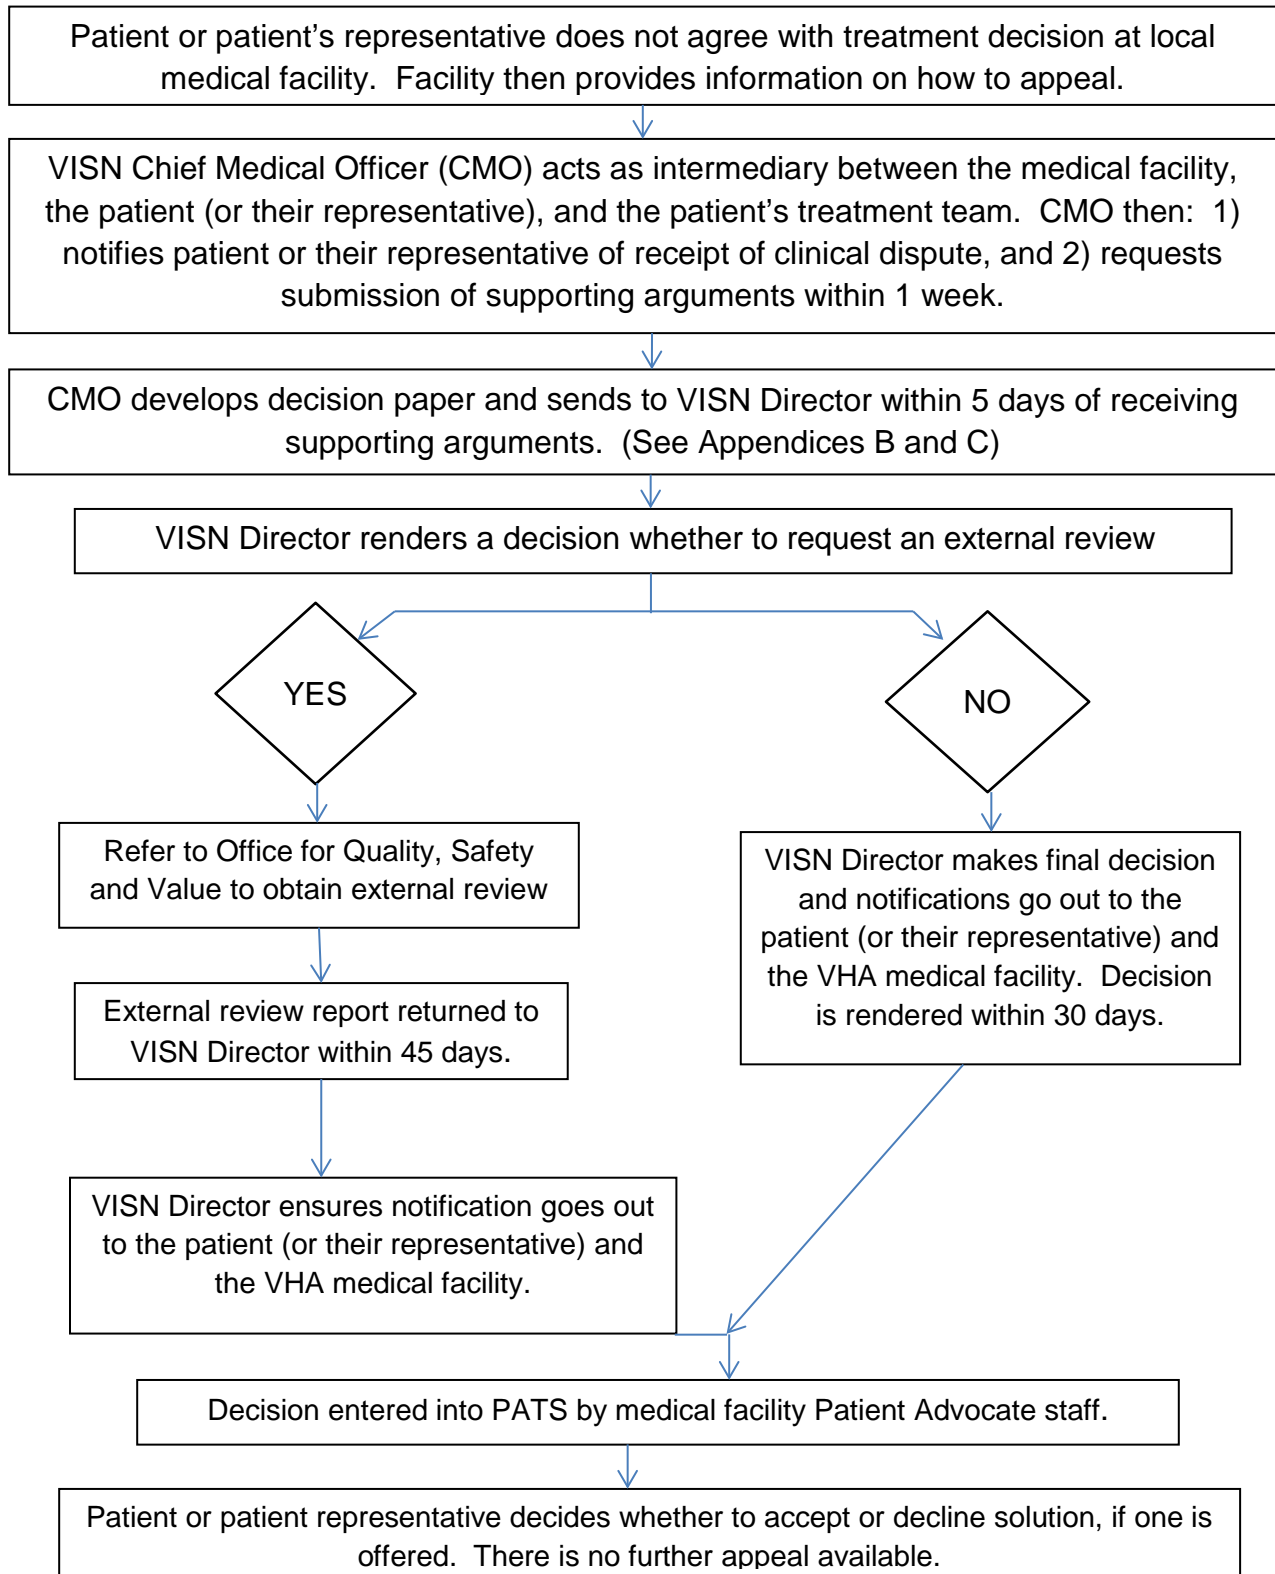 Patient or patient's representative does not agree with treatment decision at local
medical facility.  Facility then provides information on how to appeal.
VISN Chief Medical Officer (CMO) acts as intermediary between the medical facility,
the patient (or their representative), and the patient's treatment team.  CMO then:  1)
notifies patient or their representative of receipt of clinical dispute, and 2) requests
submission of supporting arguments within 1 week.
CMO develops decision paper and sends to VISN Director within 5 days of receiving
supporting arguments.  (See Appendices B and C)
VISN Director renders a decision whether to request an external review
YES
NO
Refer to Office for Quality, Safety
and Value to obtain external review
External review report returned to
VISN Director within 45 days.
VISN Director ensures notification goes out
to the patient (or their representative) and
the VHA medical facility.
VISN Director makes final decision
and notifications go out to the
patient (or their representative) and
the VHA medical facility.  Decision
is rendered within 30 days.
Decision entered into PATS by medical facility Patient Advocate staff.
Patient or patient representative decides whether to accept or decline solution, if one is
offered.  There is no further appeal available.